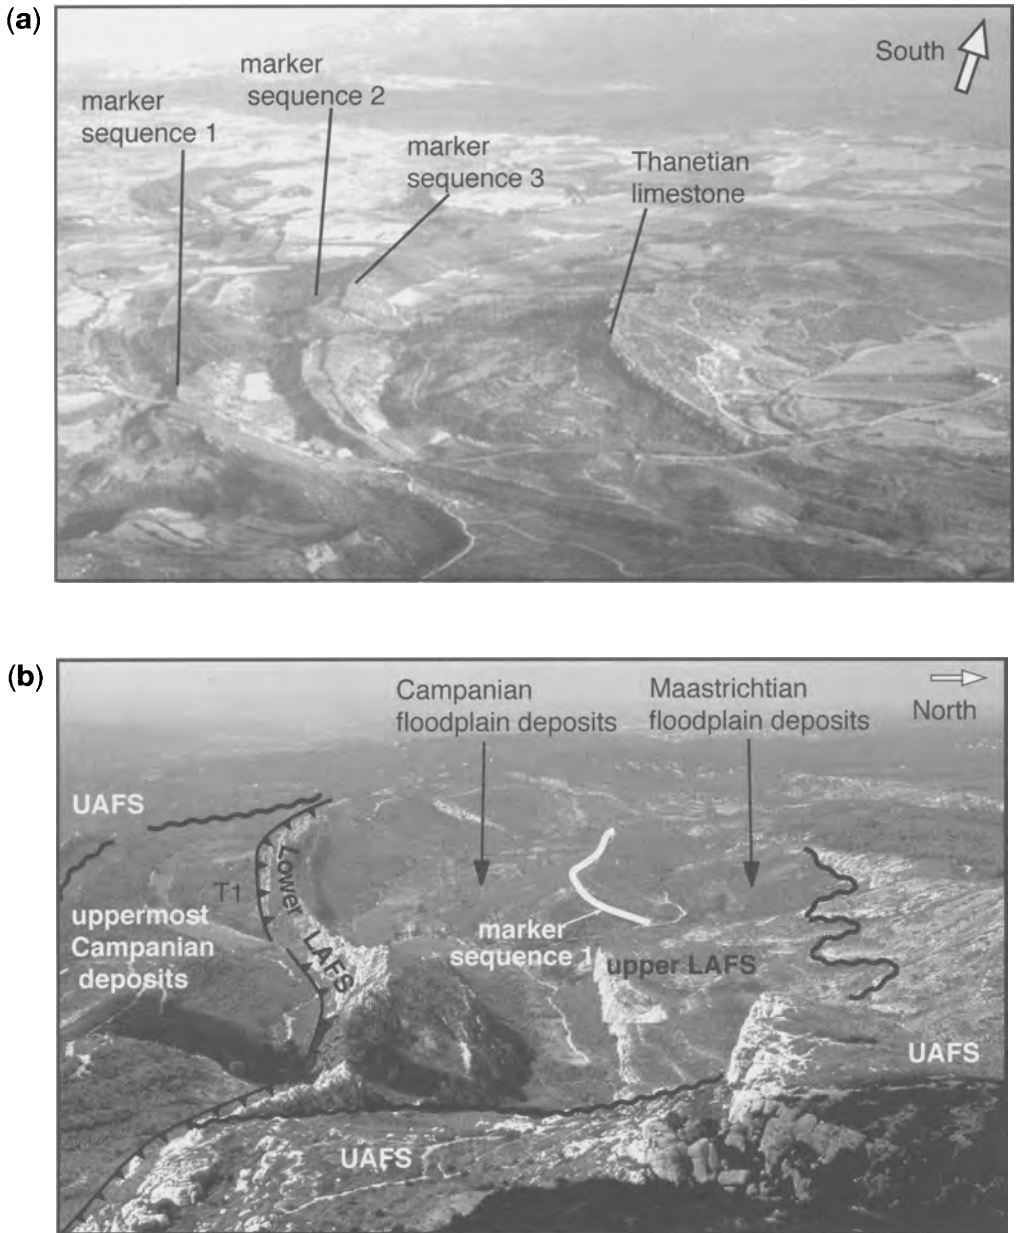 (a)
South
marker
sequence 2
marker
sequence 1
marker
sequence 3
Thanetian
limestone
(b)
Campanian
floodplain deposits
Maastrichtian
floodplain deposits
North
UAFS
Lower
LAFS
T1
uppermost
Campanian
deposits
marker
sequence 1
upper LAFS
UAFS
UAFS